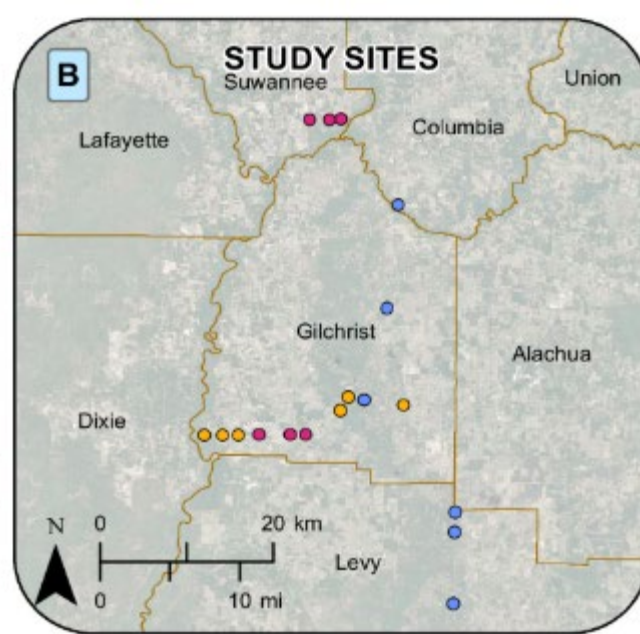 B
STUDY SITES
Suwannee
Union
Lafayette
Columbia
Gilchrist
Alachua
Dixie
N
0
20 km
Levy
0
10 mi